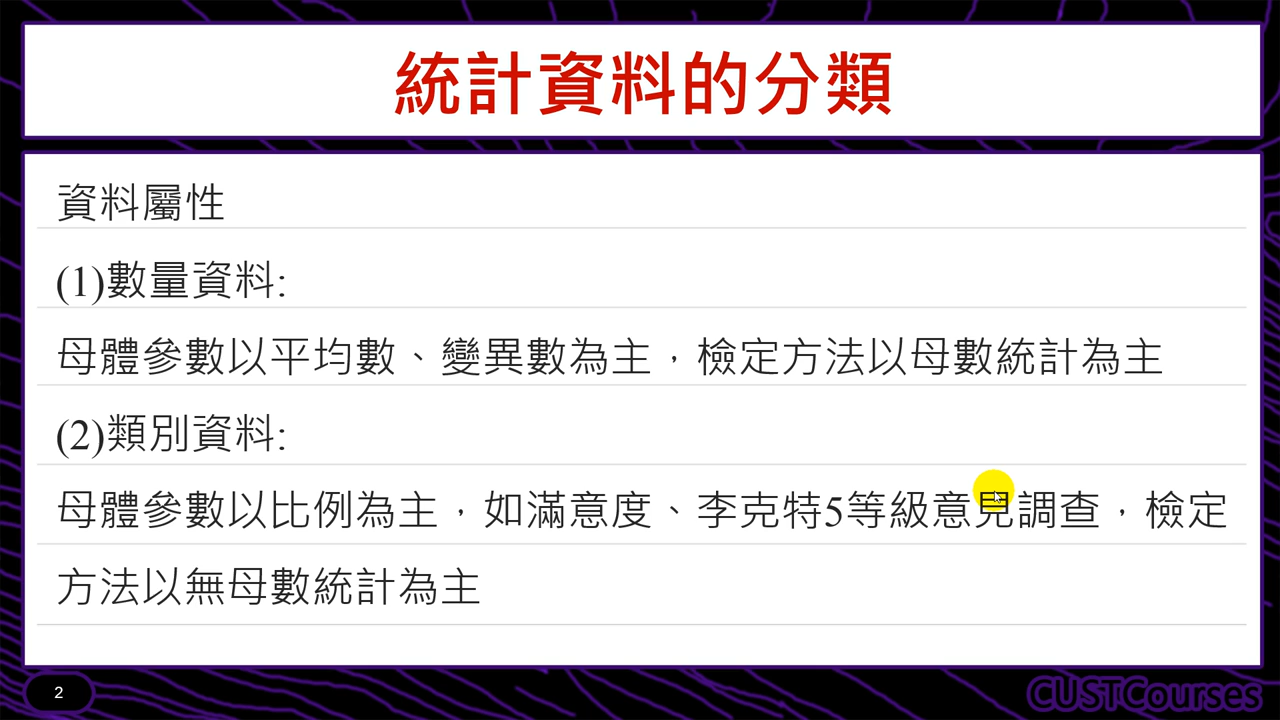 統計資料的分類
資料屬性
(1)數量資料:
母體參數以平均數、變異數為主，檢定方法以母數統計為主
(2)類別資料:
母體參數以比例為主，如滿意度、李克特5等級意見調查，檢定
方法以無母數統計為主
2
CUSTCourses